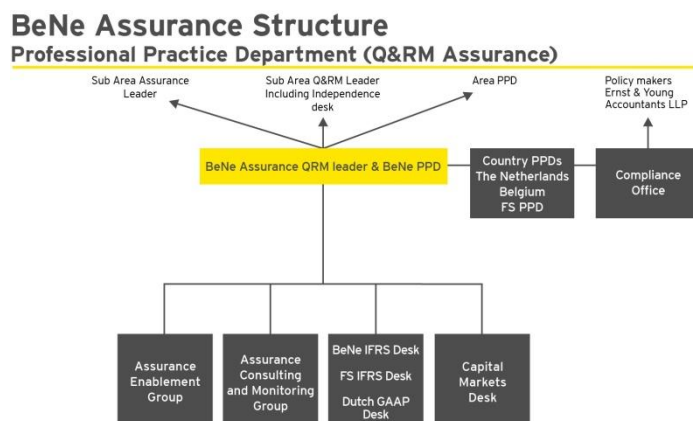 BeNe Assurance Structure
Professional Practice Department (Q&RM Assurance)
Sub Area Assurance
Leader
Sub Area Q&RM Leader
Including Independence
desk
Area PPD
Policy makers
Ernst & Young
Accountants LLP
BeNe Assurance QRM leader & BeNe PPD
Country PPDs
The Netherlands
Belgium
FS PPD
Compliance
Office
Assurance
Enablement
Group
Assurance
Consulting
and Monitoring
Group
BeNe IFRS Desk
FS IFRS Desk
Dutch GAAP
Desk
Capital
Markets
Desk